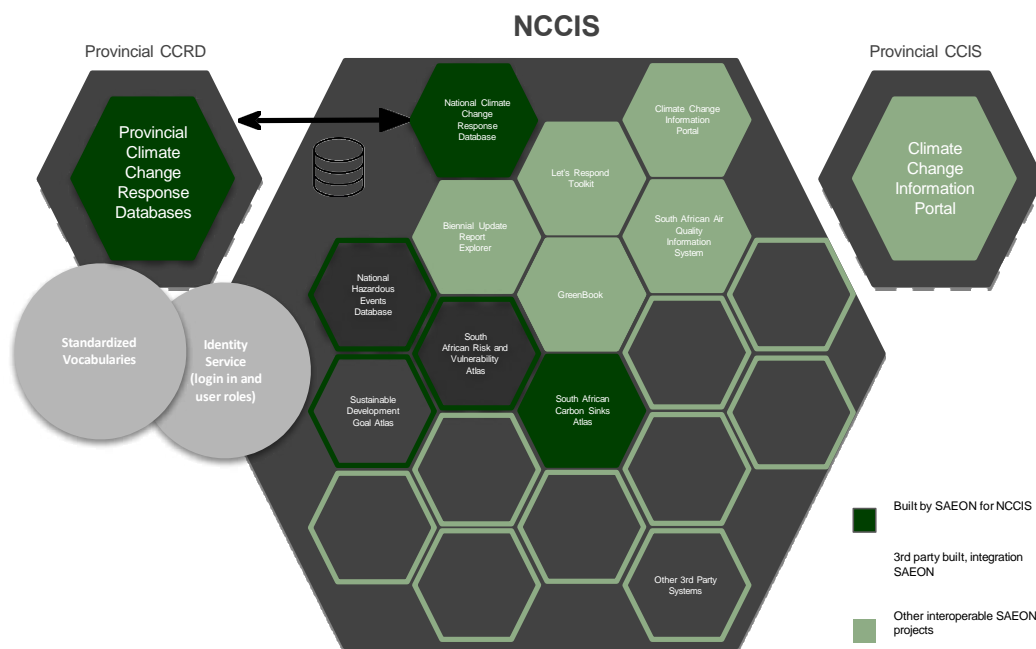 NCCIS
Provincial CCRD
Provincial CCIS
Provincial
Climate
Change
Response
Databases
National Climate
Change
Response
Database
Climate Change
Information
Portal
Let's Respond
Toolkit
Climate
Change
Information
Portal
Biennial Update
Report
Explorer
South African Air
Quality
Information
System
National
Hazardous
Events
Database
GreenBook
Standardized
Vocabularies
Identity
Service
(login in and
user roles)
South
African Risk and
Vulnerability
Atlas
Sustainable
Development
Goal Atlas
South African
Carbon Sinks
Atlas
Other 3rd Party
Systems
Built by SAEON for NCCIS
3rd party built, integration
SAEON
Other interoperable SAEON
projects